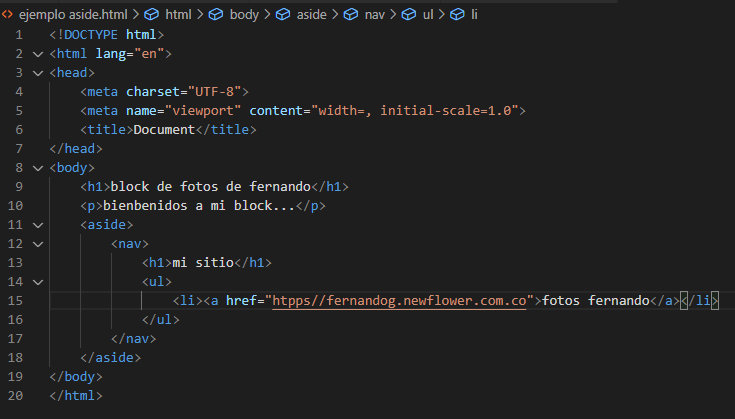 ejemplo aside.html > html > body > aside > nav > ul > li
1 <!DOCTYPE html>
2 <html lang="en">
3 <head>
4 <meta charset="UTF-8">
5 <meta name="viewport" content="width=, initial-scale=1.0">
6 <title>Document</title>
7 </head>
8 <body>
9 <h1>block de fotos de fernando</h1>
10 <p>bienbenidos a mi block...</p>
11 <aside>
12 <nav>
13 <h1>mi sitio</h1>
14 <ul>
15 <li><a href="htpps//fernandog.newflower.com.co">fotos fernando</a></li>
16 </ul>
17 </nav>
18 </aside>
19 </body>
20 </html>